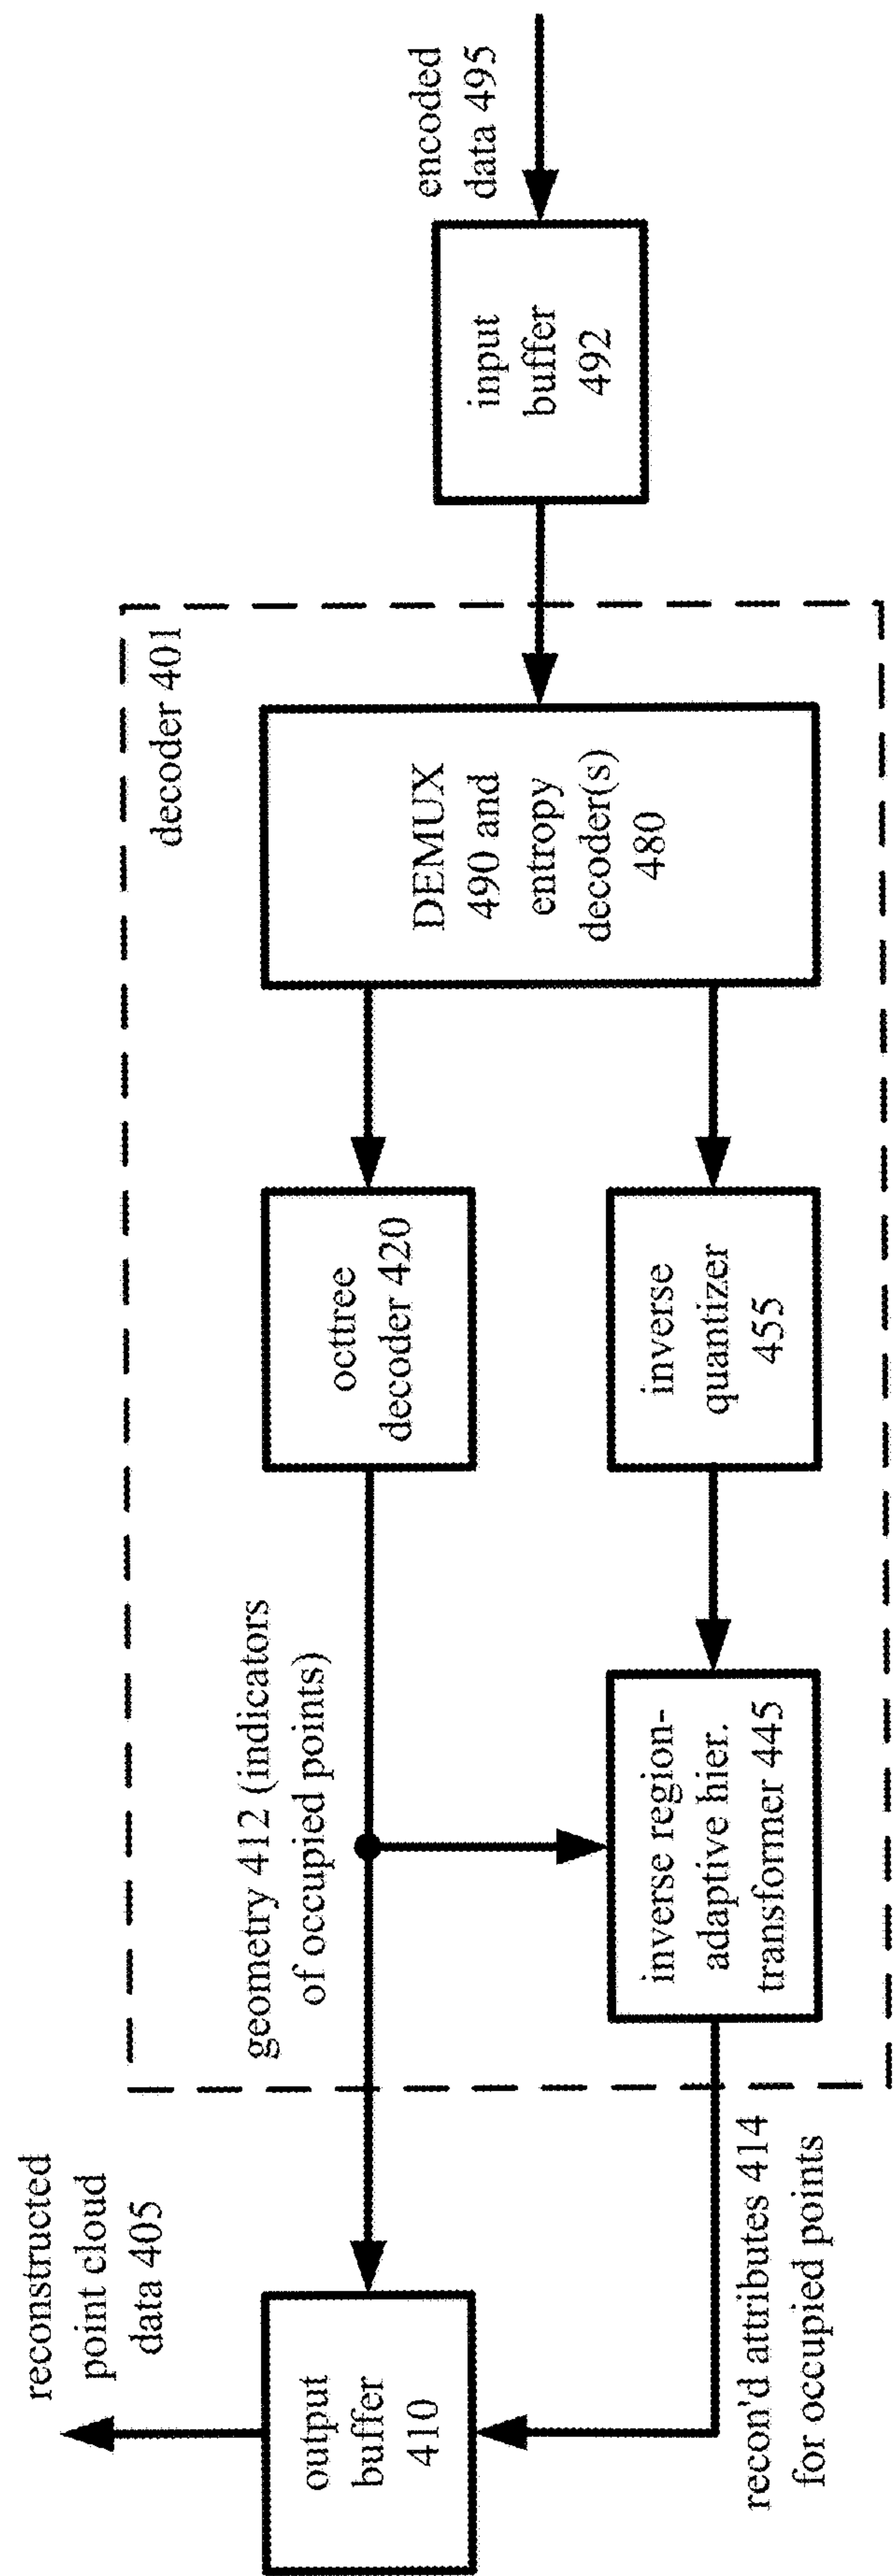 reconstructed
point cloud
data 405
output
buffer
410
geometry 412 (indicators
of occupied points)
recon'd attributes 414
for occupied points
inverse region-
adaptive hier.
transformer 445
octtree
decoder 420
inverse
quantizer
455
decoder 401
DEMUX
490 and
entropy
decoder(s)
480
input
buffer
492
encoded
data 495